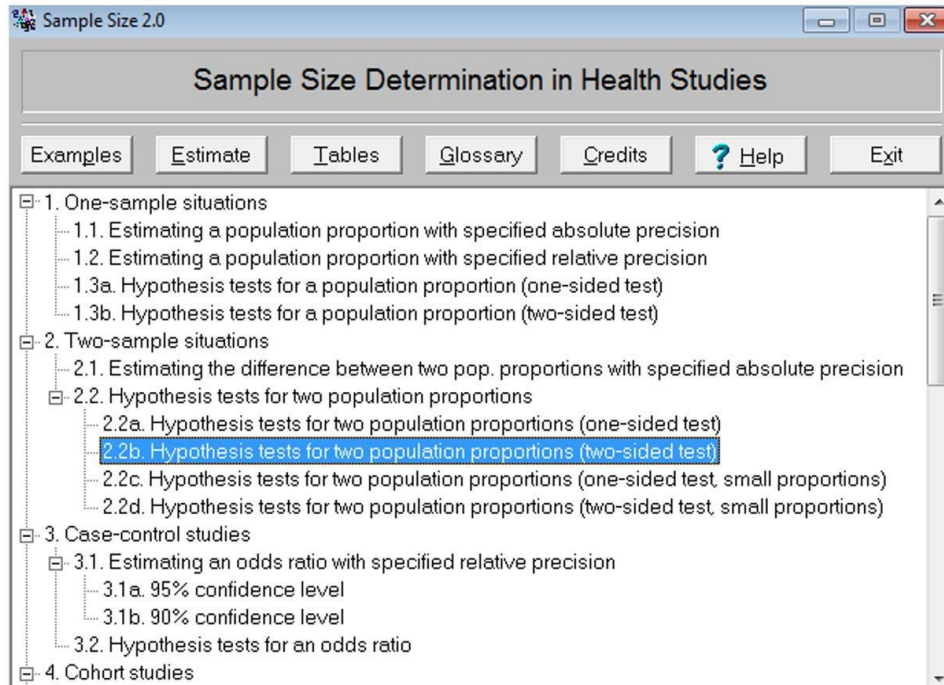 Sample Size 2.0
Sample Size Determination in Health Studies
Examples Estimate Tables Glossary Credits ? Help Exit
1. One-sample situations
1.1. Estimating a population proportion with specified absolute precision
1.2. Estimating a population proportion with specified relative precision
1.3a. Hypothesis tests for a population proportion (one-sided test)
1.3b. Hypothesis tests for a population proportion (two-sided test)
2. Two-sample situations
2.1. Estimating the difference between two pop. proportions with specified absolute precision
2.2. Hypothesis tests for two population proportions
2.2a. Hypothesis tests for two population proportions (one-sided test)
2.2b. Hypothesis tests for two population proportions (two-sided test)
2.2c. Hypothesis tests for two population proportions (one-sided test, small proportions)
2.2d. Hypothesis tests for two population proportions (two-sided test, small proportions)
3. Case-control studies
3.1. Estimating an odds ratio with specified relative precision
3.1a. 95% confidence level
3.1b. 90% confidence level
3.2. Hypothesis tests for an odds ratio
4. Cohort studies